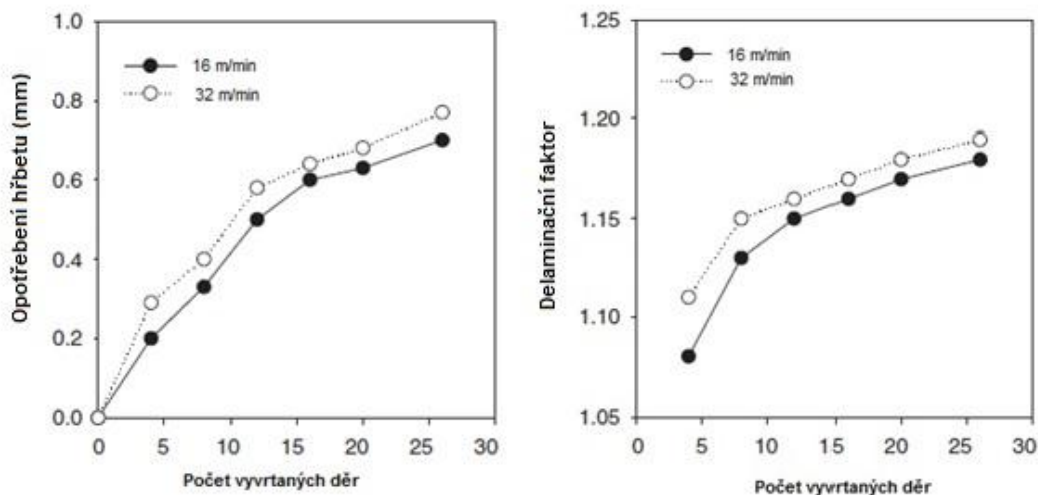 1.0
0.8
0.6
0.4
0.2
0.0
Opotřebení hřbetu (mm)
16 m/min
32 m/min
0 5 10 15 20 25 30
Počet vyvrtaných děr
1.25
1.20
1.15
1.10
1.05
Delaminační faktor
16 m/min
32 m/min
0 5 10 15 20 25 30
Počet vyvrtaných děr